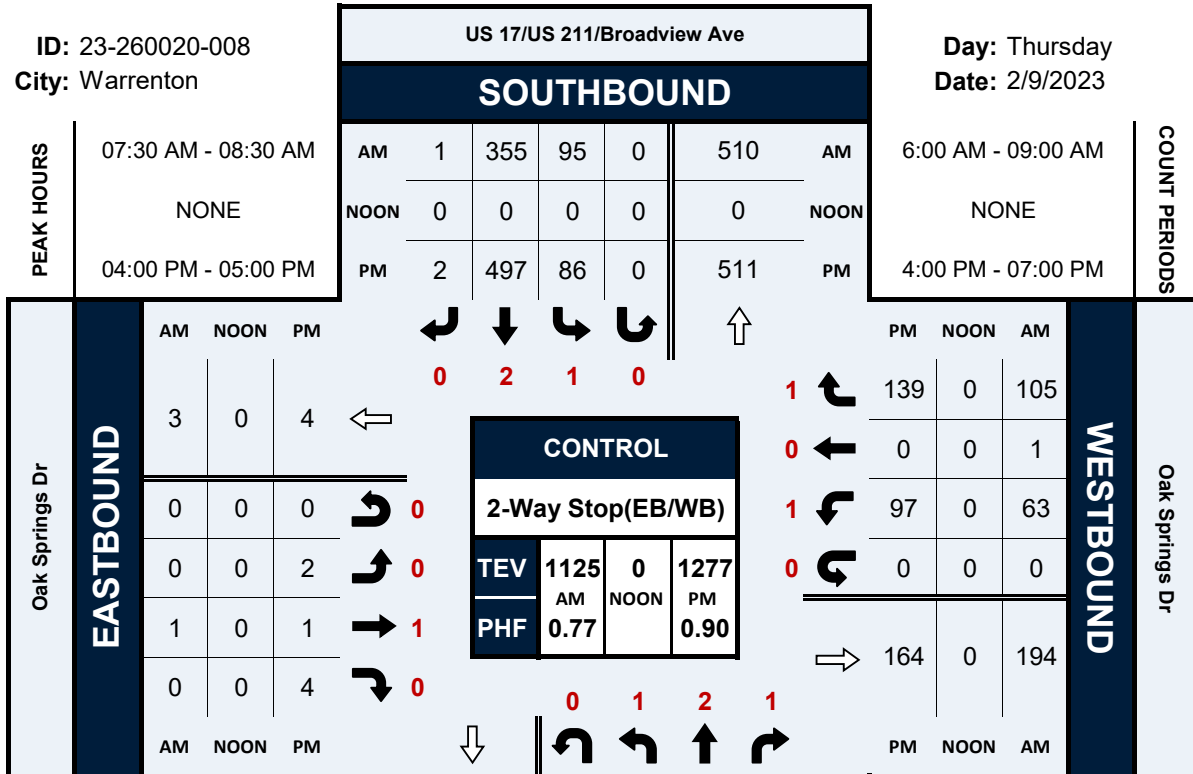 ID: 23-260020-008
City: Warrenton
US 17/US 211/Broadview Ave
SOUTHBOUND
Day: Thursday
Date: 2/9/2023
PEAK HOURS
07:30 AM - 08:30 AM
NONE
04:00 PM - 05:00 PM
AM 1 355 95 0 510 AM
NOON 0 0 0 0 0 NOON
PM 2 497 86 0 511 PM
6:00 AM - 09:00 AM
NONE
4:00 PM - 07:00 PM
COUNT PERIODS
0 2 1 0
Oak Springs Dr
EASTBOUND
AM NOON PM
3 0 4
0 0 0 0
0 0 2 0
1 0 1 1
0 0 4 0
AM NOON PM
CONTROL
2-Way Stop(EB/WB)
TEV 1125 0 1277
AM NOON PM
PHF 0.77 0.90
PM NOON AM
1 139 0 105
0 0 0 1
1 97 0 63
0 0 0 0
164 0 194
PM NOON AM
WESTBOUND
Oak Springs Dr
0 1 2 1